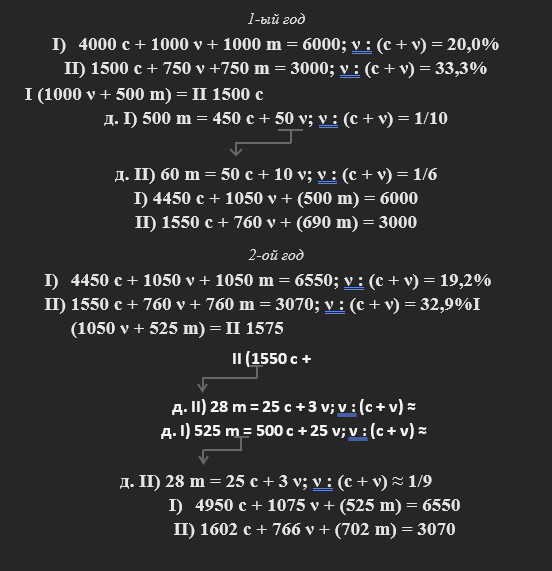 1-ый год
I) 4000 c + 1000 ν + 1000 m = 6000; ν : (c + ν) = 20,0%
II) 1500 c + 750 ν +750 m = 3000; ν : (c + ν) = 33,3%
I (1000 ν + 500 m) = II 1500 c
д. I) 500 m = 450 c + 50 ν; ν : (c + ν) = 1/10
д. II) 60 m = 50 c + 10 ν; ν : (c + ν) = 1/6
I) 4450 c + 1050 ν + (500 m) = 6000
II) 1550 c + 760 ν + (690 m) = 3000
2-ой год
I) 4450 c + 1050 ν + 1050 m = 6550; ν : (c + ν) = 19,2%
II) 1550 c + 760 ν + 760 m = 3070; ν : (c + ν) = 32,9%I
(1050 ν + 525 m) = II 1575
II (1550 c +
д. II) 28 m = 25 c + 3 ν; ν : (c + ν) ≈
д. I) 525 m = 500 c + 25 ν; ν : (c + ν) ≈
д. II) 28 m = 25 c + 3 ν; ν : (c + ν) ≈ 1/9
I) 4950 c + 1075 ν + (525 m) = 6550
II) 1602 c + 766 ν + (702 m) = 3070